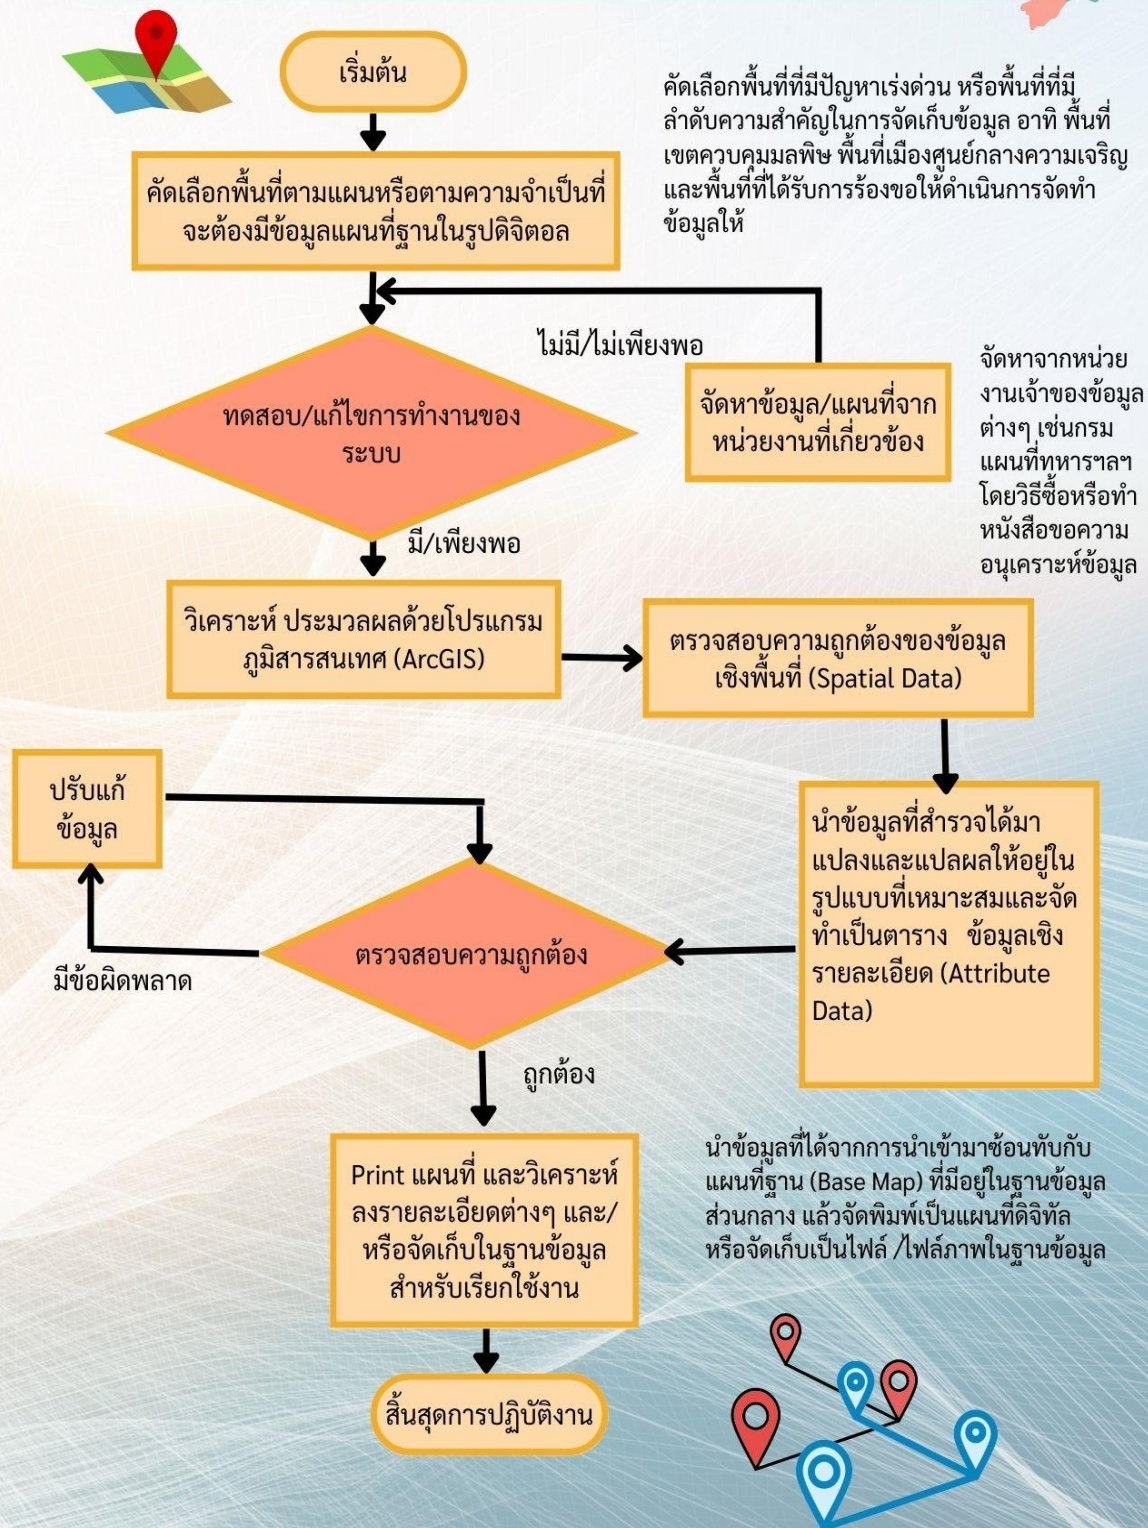 เริ่มต้น
คัดเลือกพื้นที่ที่มีปัญหาเร่งด่วน หรือพื้นที่ที่มี
ลำดับความสำคัญในการจัดเก็บข้อมูล อาทิ พื้นที่
เขตควบคุมมลพิษ พื้นที่เมืองศูนย์กลางความเจริญ
และพื้นที่ที่ได้รับการร้องขอให้ดำเนินการจัดทำ
ข้อมูลให้
คัดเลือกพื้นที่ตามแผนหรือตามความจำเป็นที่
จะต้องมีข้อมูลแผนที่ฐานในรูปดิจิตอล
ไม่มี/ไม่เพียงพอ
ทดสอบ/แก้ไขการทำงานของ
ระบบ
จัดหาข้อมูล/แผนที่จาก
หน่วยงานที่เกี่ยวข้อง
จัดหาจากหน่วย
งานเจ้าของข้อมูล
ต่างๆ เช่นกรม
แผนที่ทหารฯลฯ
โดยวิธีซื้อหรือทำ
หนังสือขอความ
อนุเคราะห์ข้อมูล
มี/เพียงพอ
วิเคราะห์ ประมวลผลด้วยโปรแกรม
ภูมิสารสนเทศ (ArcGIS)
ตรวจสอบความถูกต้องของข้อมูล
เชิงพื้นที่ (Spatial Data)
ปรับแก้
ข้อมูล
นำข้อมูลที่สำรวจได้มา
แปลงและแปลผลให้อยู่ใน
รูปแบบที่เหมาะสมและจัด
ทำเป็นตาราง ข้อมูลเชิง
รายละเอียด (Attribute
Data)
ตรวจสอบความถูกต้อง
มีข้อผิดพลาด
ถูกต้อง
Print แผนที่ และวิเคราะห์
ลงรายละเอียดต่างๆ และ/
หรือจัดเก็บในฐานข้อมูล
สำหรับเรียกใช้งาน
นำข้อมูลที่ได้จากการนำเข้ามาซ้อนทับกับ
แผนที่ฐาน (Base Map) ที่มีอยู่ในฐานข้อมูล
ส่วนกลาง แล้วจัดพิมพ์เป็นแผนที่ดิจิทัล
หรือจัดเก็บเป็นไฟล์ /ไฟล์ภาพในฐานข้อมูล
สิ้นสุดการปฏิบัติงาน